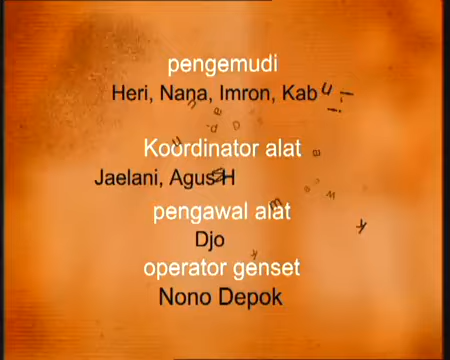 pengemudi
Heri, Nana, Imron, Kab
Koordinator alat
Jaelani, Agus H
pengawal alat
Djo
operator genset
Nono Depok